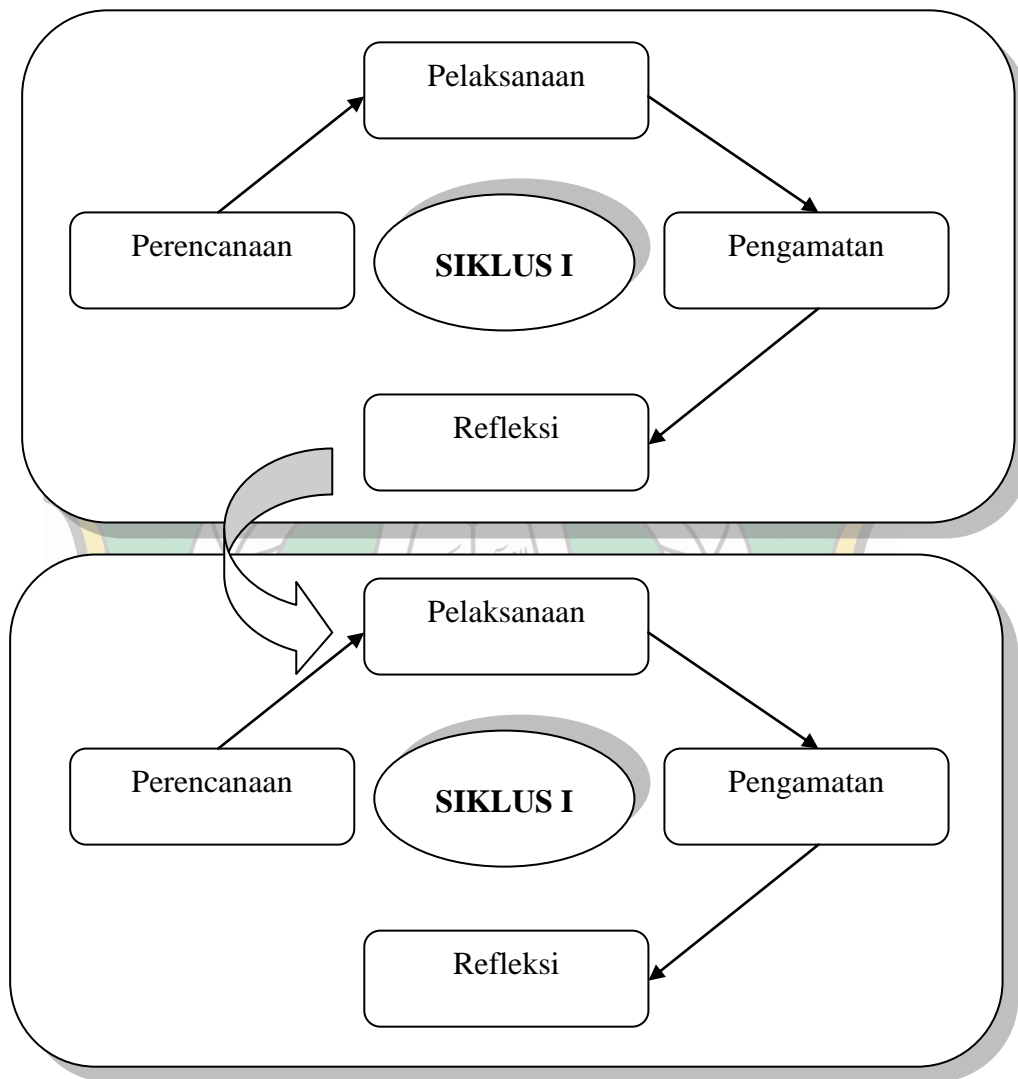 Pelaksanaan
Perencanaan
SIKLUS I
Pengamatan
Refleksi
Pelaksanaan
Perencanaan
SIKLUS I
Pengamatan
Refleksi